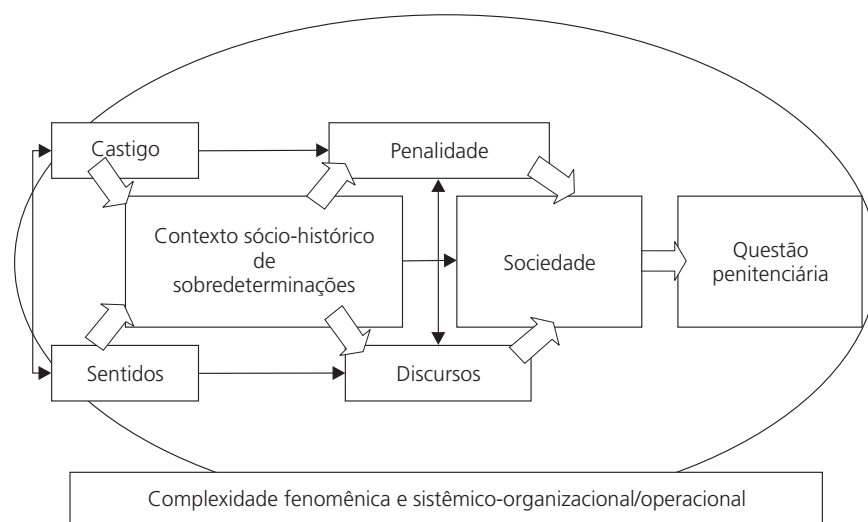 Castigo
Penalidade
Contexto sócio-histórico
de
sobredeterminações
Sociedade
Questão
penitenciária
Sentidos
Discursos
Complexidade fenomênica e sistêmico-organizacional/operacional